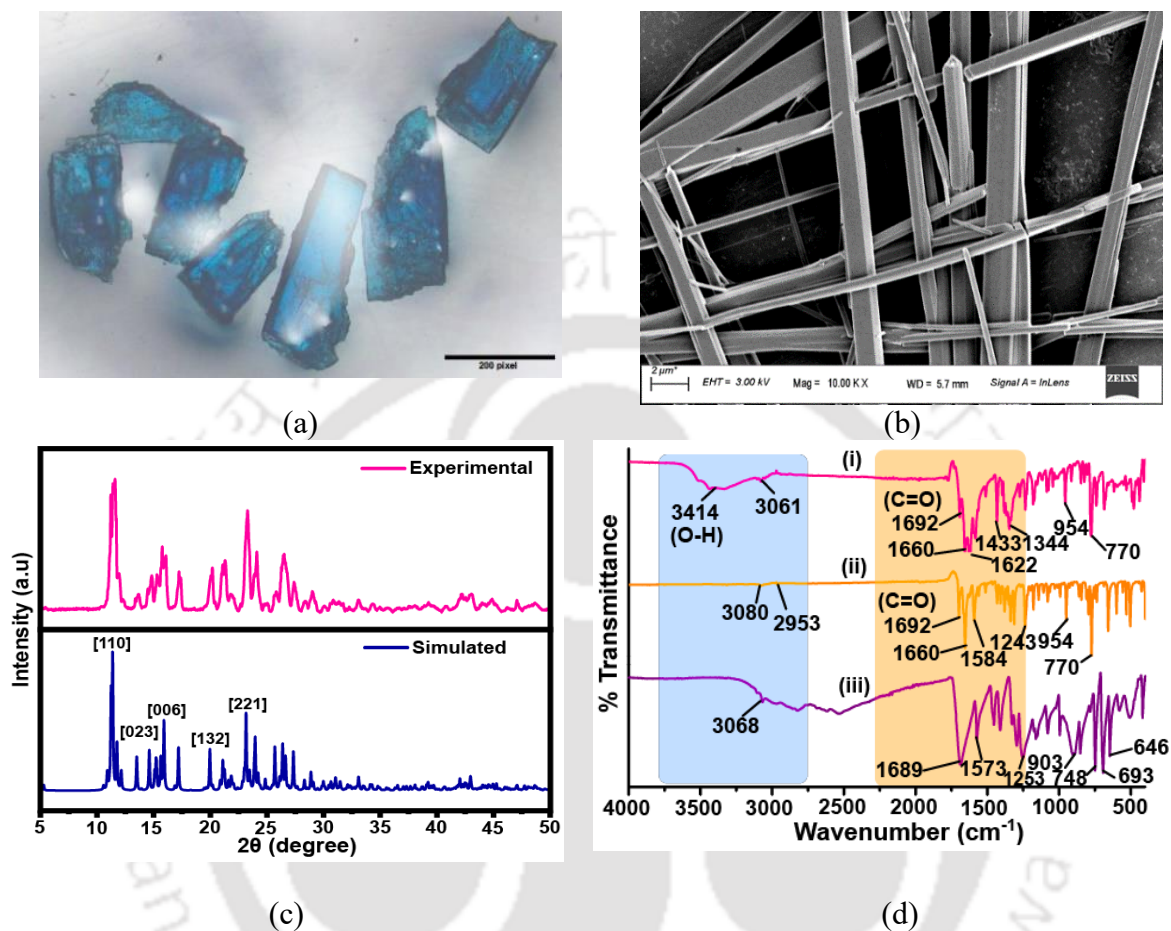 200 pixel
2 µm*
EHT = 3.00 kV
Mag = 10.00 K X
WD = 5.7 mm
Signal A = InLens
ZEISS
(a)
(b)
Experimental
Simulated
[110]
[023]
[006]
[132]
[221]
Intensity (a.u)
5 10 15 20 25 30 35 40 45 50
2θ (degree)
(c)
(i)
3414
(O-H)
3061
(C=O)
1692
1660
1622
1433
1344
954
770
(ii)
3080
2953
(C=O)
1692
1660
1584
1243
954
770
(iii)
3068
1689
1573
1253
903
748
693
646
% Transmittance
4000 3500 3000 2500 2000 1500 1000 500
Wavenumber (cm-1)
(d)